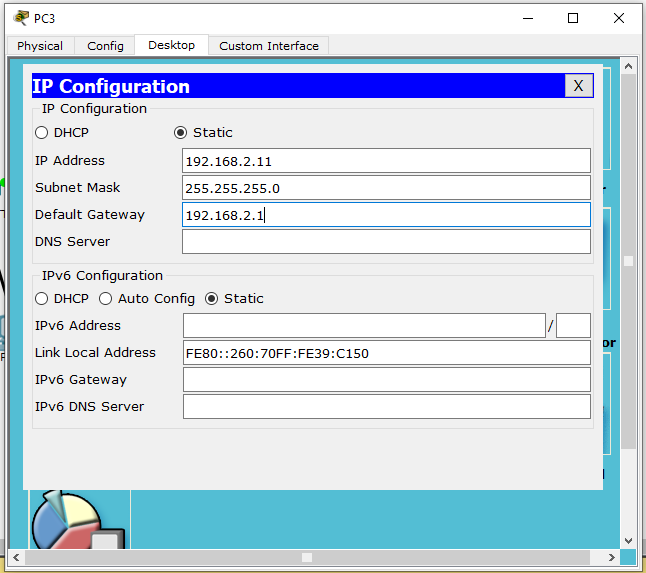 PC3
Physical Config Desktop Custom Interface
IP Configuration X
IP Configuration
DHCP Static
IP Address 192.168.2.11
Subnet Mask 255.255.255.0
Default Gateway 192.168.2.1
DNS Server
IPv6 Configuration
DHCP Auto Config Static
IPv6 Address /
Link Local Address FE80::260:70FF:FE39:C150
IPv6 Gateway
IPv6 DNS Server